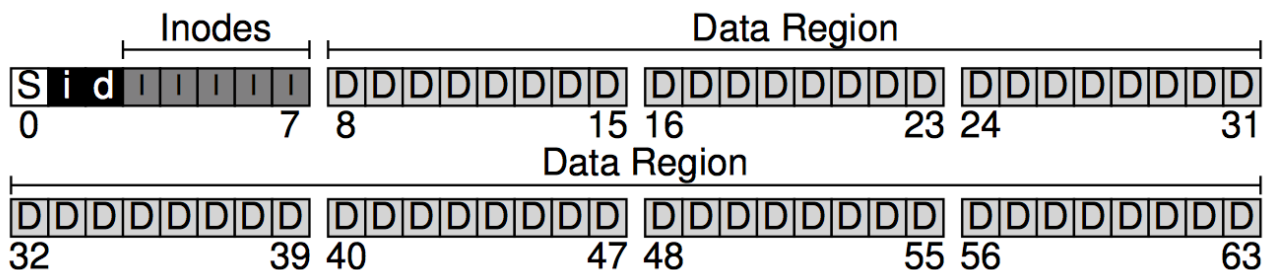 Inodes Data Region
S i d I I I I I D D D D D D D D D D D D D D D D D D D D D D D D
0 7 8 15 16 23 24 31
Data Region
D D D D D D D D D D D D D D D D D D D D D D D D D D D D D D D D
32 39 40 47 48 55 56 63